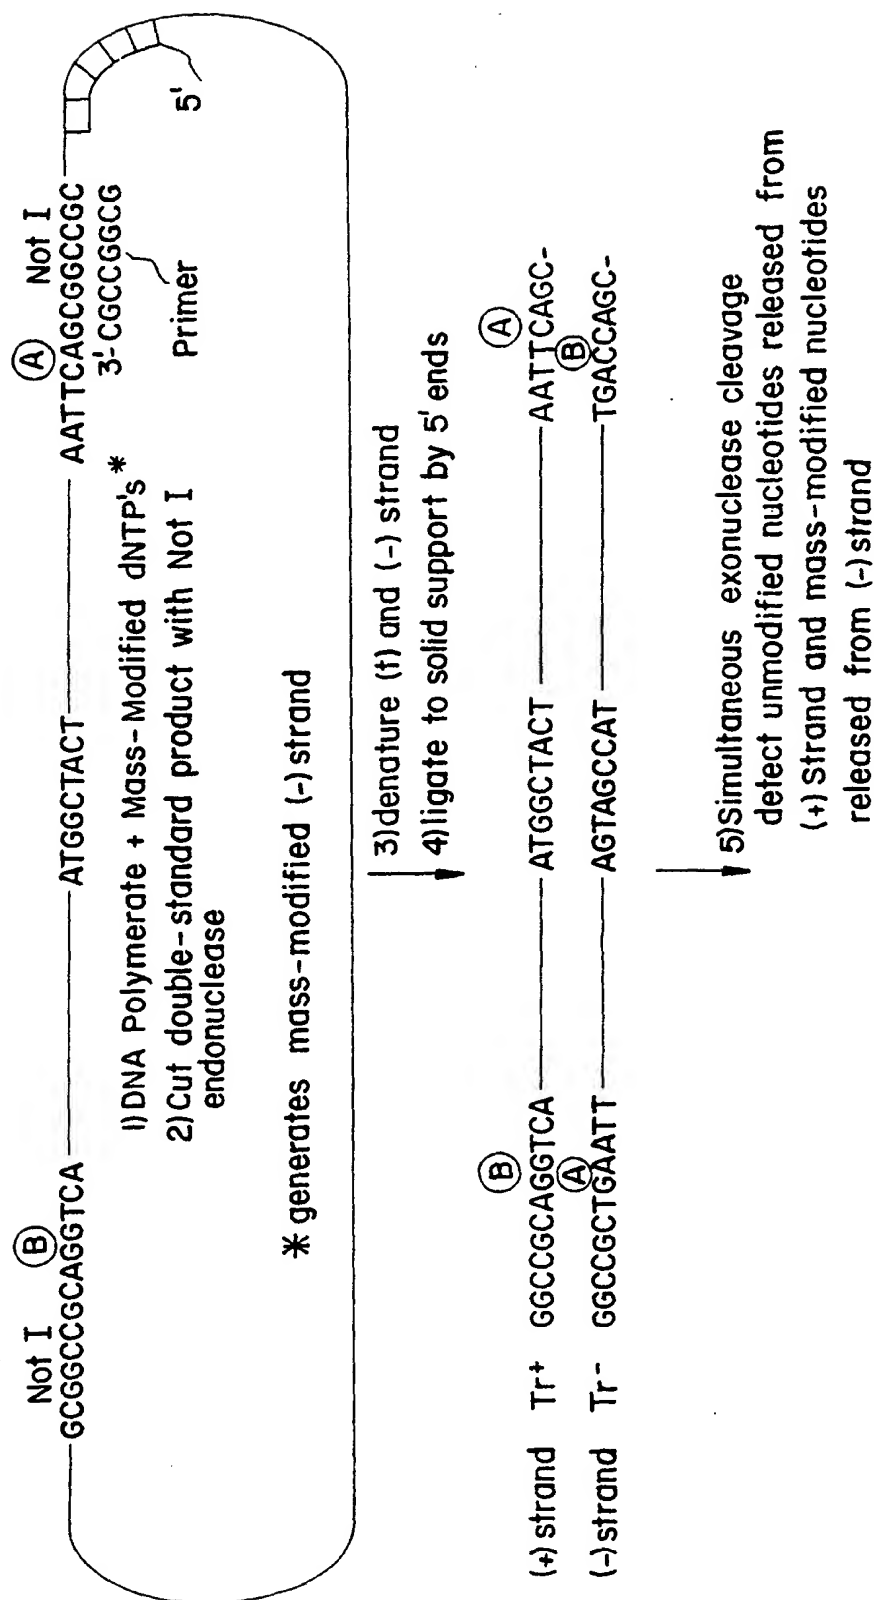 Not I Ⓑ
GCGGCCGCAGGTCA ATGGCTACT AATTCAGCGGCCGC
Ⓐ Not I
3'-CGCCGGCG
Primer
5'
1)DNA Polymerate + Mass-Modified dNTP's*
2)Cut double-standard product with Not I
endonuclease
*generates mass-modified (-)strand
3)denature (t) and (-) strand
4)ligate to solid support by 5' ends
Ⓑ Ⓐ
(+)strand Tr+ GGCCGCAGGTCA ATGGCTACT AATTCAGC-
Ⓐ Ⓑ
(-)strand Tr- GGCCGCTGAATT AGTAGCCAT TGACCAGC-
5)Simultaneous exonuclease cleavage
detect unmodified nucleotides released from
(+) Strand and mass-modified nucleotides
released from (-)strand